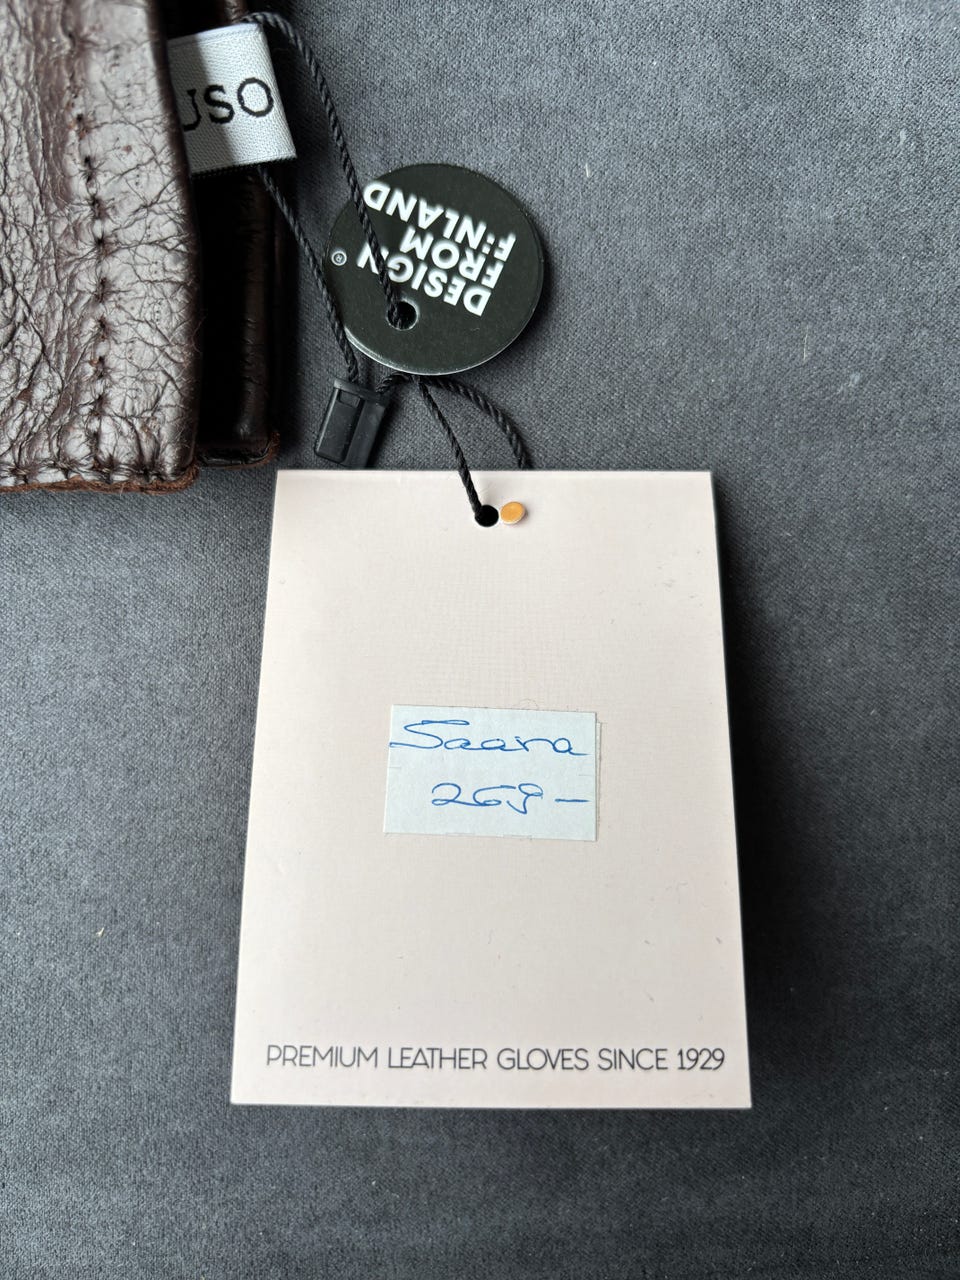 USO
DESIGN
FROM
FINLAND
®
Saara
269-
PREMIUM LEATHER GLOVES SINCE 1929